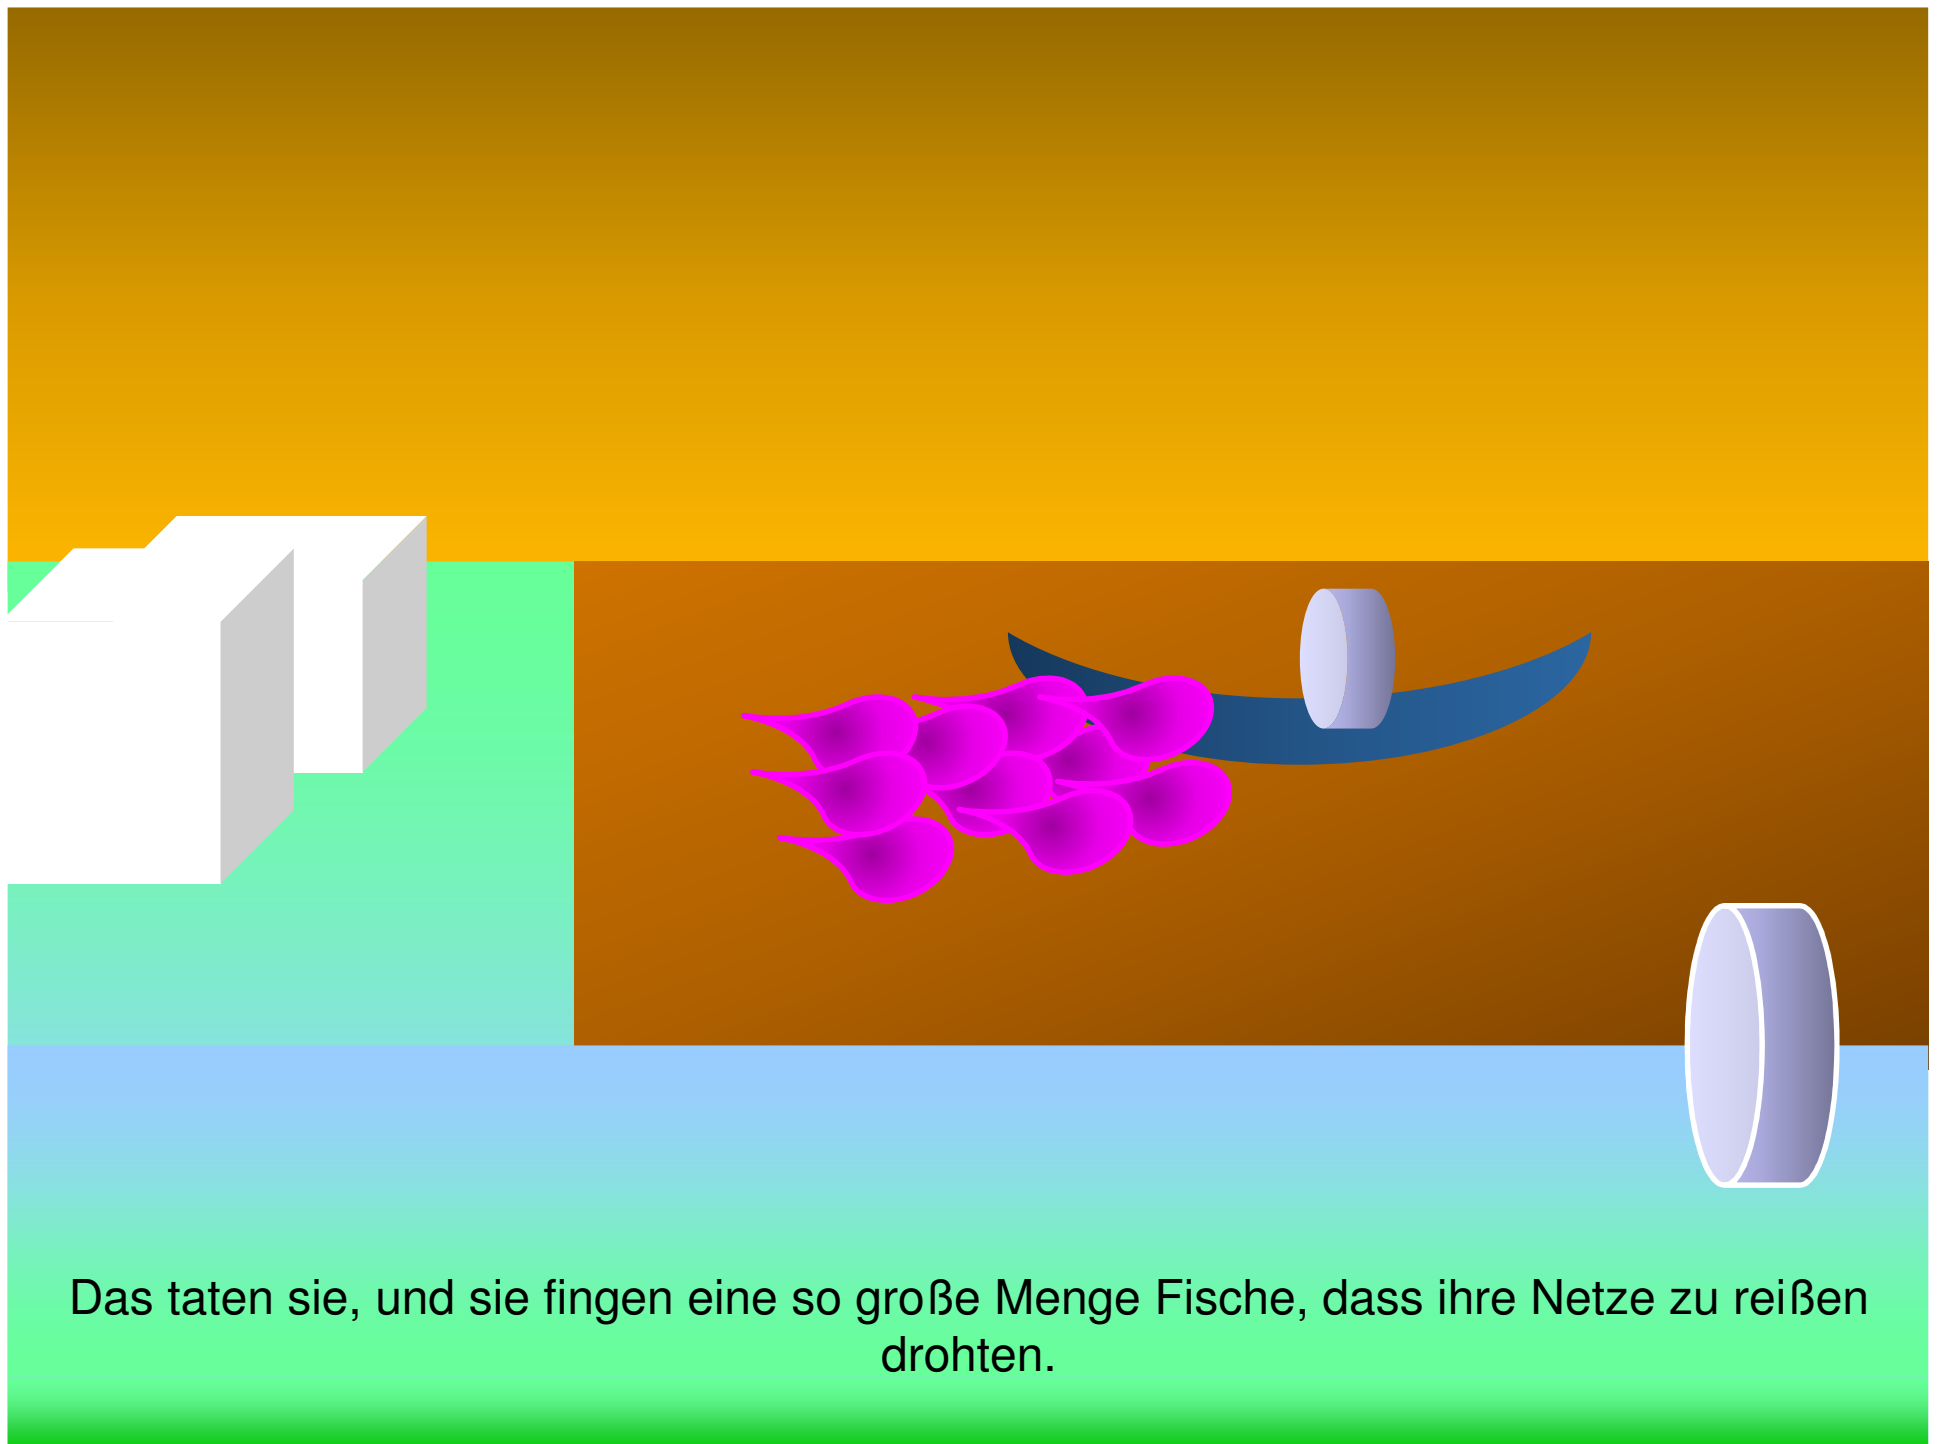 Das taten sie, und sie fingen eine so große Menge Fische, dass ihre Netze zu reißen
drohten.